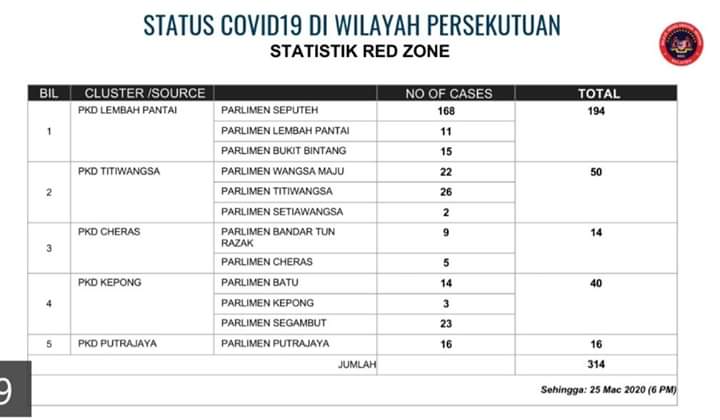 STATUS COVID19 DI WILAYAH PERSEKUTUAN
STATISTIK RED ZONE
BIL CLUSTER /SOURCE NO OF CASES TOTAL
1 PKD LEMBAH PANTAI PARLIMEN SEPUTEH 168 194
PARLIMEN LEMBAH PANTAI 11
PARLIMEN BUKIT BINTANG 15
2 PKD TITIWANGSA PARLIMEN WANGSA MAJU 22 50
PARLIMEN TITIWANGSA 26
PARLIMEN SETIAWANGSA 2
3 PKD CHERAS PARLIMEN BANDAR TUN 9 14
RAZAK
PARLIMEN CHERAS 5
4 PKD KEPONG PARLIMEN BATU 14 40
PARLIMEN KEPONG 3
PARLIMEN SEGAMBUT 23
5 PKD PUTRAJAYA PARLIMEN PUTRAJAYA 16 16
JUMLAH 314
9
Sehingga: 25 Mac 2020 (6 PM)